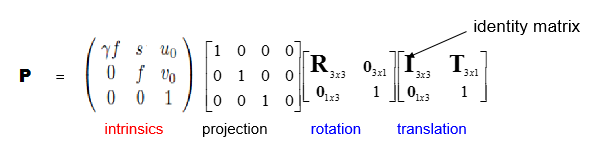 identity matrix
P = ( γf s u₀ ) [ 1 0 0 0 ] [ R₃ₓ₃ 0₃ₓ₁ ] [ I₃ₓ₃ T₃ₓ₁ ]
( 0 f v₀ ) [ 0 1 0 0 ] [ 0₁ₓ₃ 1 ] [ 0₁ₓ₃ 1 ]
( 0 0 1 ) [ 0 0 1 0 ]
intrinsics projection rotation translation